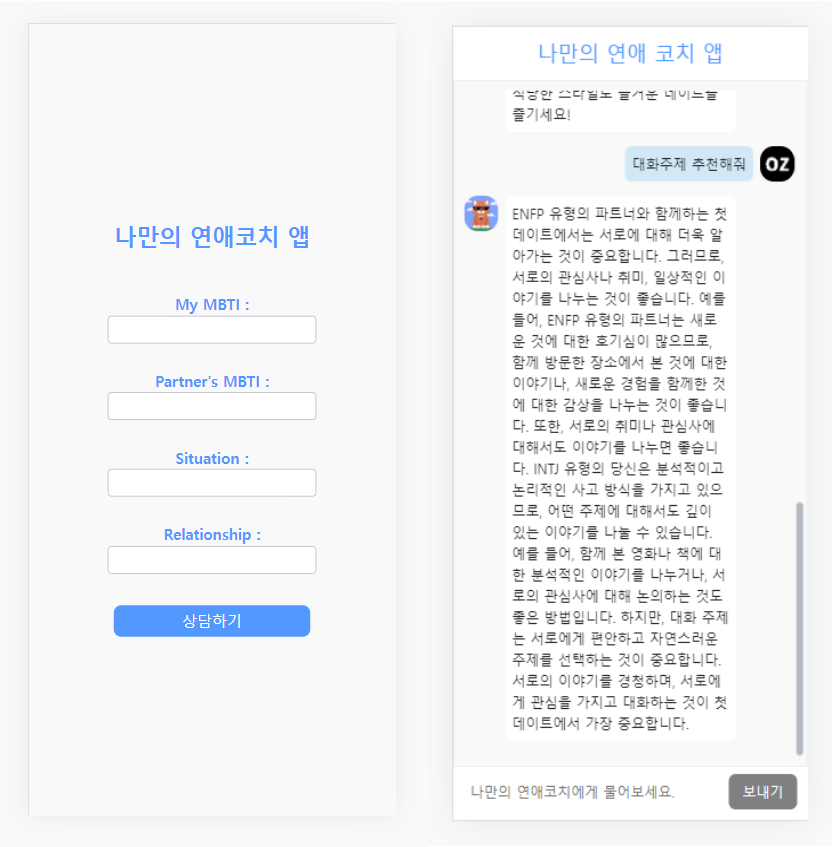 나만의 연애코치 앱
My MBTI :
Partner's MBTI :
Situation :
Relationship :
상담하기
나만의 연애 코치 앱
적당한 스타일로 즐거운 데이트를
즐기세요!
대화주제 추천해줘
OZ
ENFP 유형의 파트너와 함께하는 첫
데이트에서는 서로에 대해 더욱 알
아가는 것이 중요합니다. 그러므로,
서로의 관심사나 취미, 일상적인 이
야기를 나누는 것이 좋습니다. 예를
들어, ENFP 유형의 파트너는 새로
운 것에 대한 호기심이 많으므로,
함께 방문한 장소에서 본 것에 대한
이야기나, 새로운 경험을 함께한 것
에 대한 감상을 나누는 것이 좋습니
다. 또한, 서로의 취미나 관심사에
대해서도 이야기를 나누면 좋습니
다. INTJ 유형의 당신은 분석적이고
논리적인 사고 방식을 가지고 있으
므로, 어떤 주제에 대해서도 깊이
있는 이야기를 나눌 수 있습니다.
예를 들어, 함께 본 영화나 책에 대
한 분석적인 이야기를 나누거나, 서
로의 관심사에 대해 논의하는 것도
좋은 방법입니다. 하지만, 대화 주제
는 서로에게 편안하고 자연스러운
주제를 선택하는 것이 중요합니다.
서로의 이야기를 경청하며, 서로에
게 관심을 가지고 대화하는 것이 첫
데이트에서 가장 중요합니다.
나만의 연애코치에게 물어보세요.
보내기